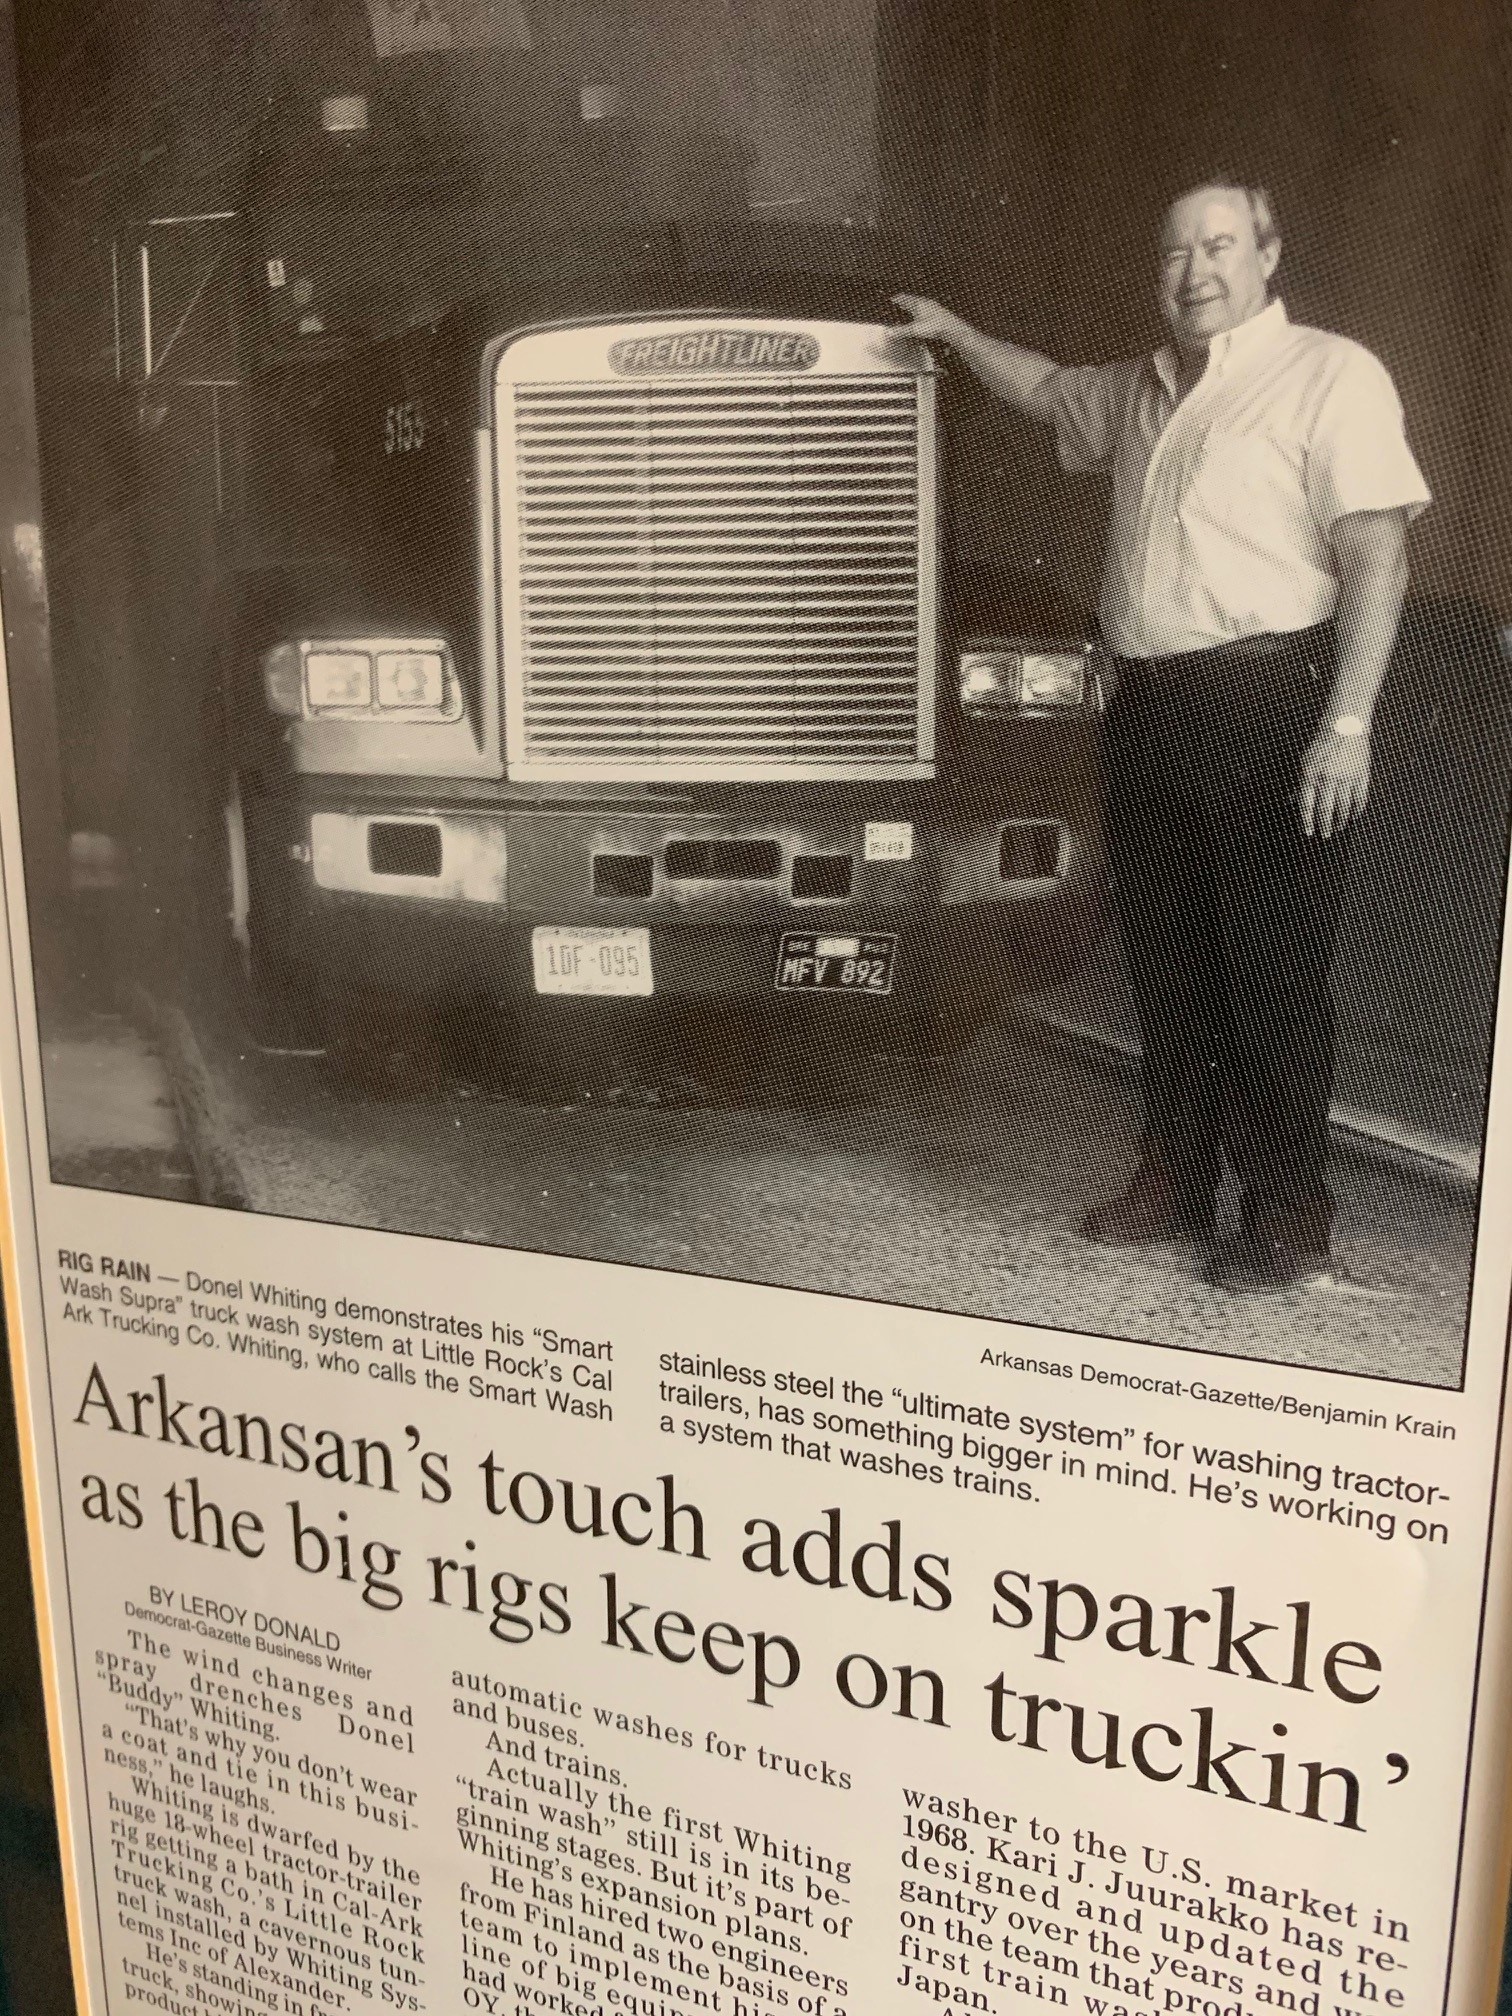 FREIGHTLINER
5155
1GF-095
MFV 892
Arkansas Democrat-Gazette/Benjamin Krain
RIG RAIN — Donel Whiting demonstrates his “Smart
Wash Supra” truck wash system at Little Rock’s Cal
Ark Trucking Co. Whiting, who calls the Smart Wash
stainless steel the “ultimate system” for washing tractor-
trailers, has something bigger in mind. He’s working on
a system that washes trains.
Arkansan’s touch adds sparkle
as the big rigs keep on truckin’
BY LEROY DONALD
Democrat-Gazette Business Writer
The wind changes and
spray drenches Donel
“Buddy” Whiting.
“That’s why you don’t wear
a coat and tie in this busi-
ness,” he laughs.
Whiting is dwarfed by the
huge 18-wheel tractor-trailer
rig getting a bath in Cal-Ark
Trucking Co.’s Little Rock
truck wash, a cavernous tun-
nel installed by Whiting Sys-
tems Inc of Alexander.
He’s standing in
truck, showing
product
automatic washes for trucks
and buses.
And trains.
Actually the first Whiting
“train wash” still is in its be-
ginning stages. But it’s part of
Whiting’s expansion plans.
He has hired two engineers
from Finland as the basis of a
team to implement his
line of big
had worked
OY,
washer to the U.S. market in
1968. Kari J. Juurakko has re-
designed and updated the
gantry over the years and
on the team that
first train
Japan.